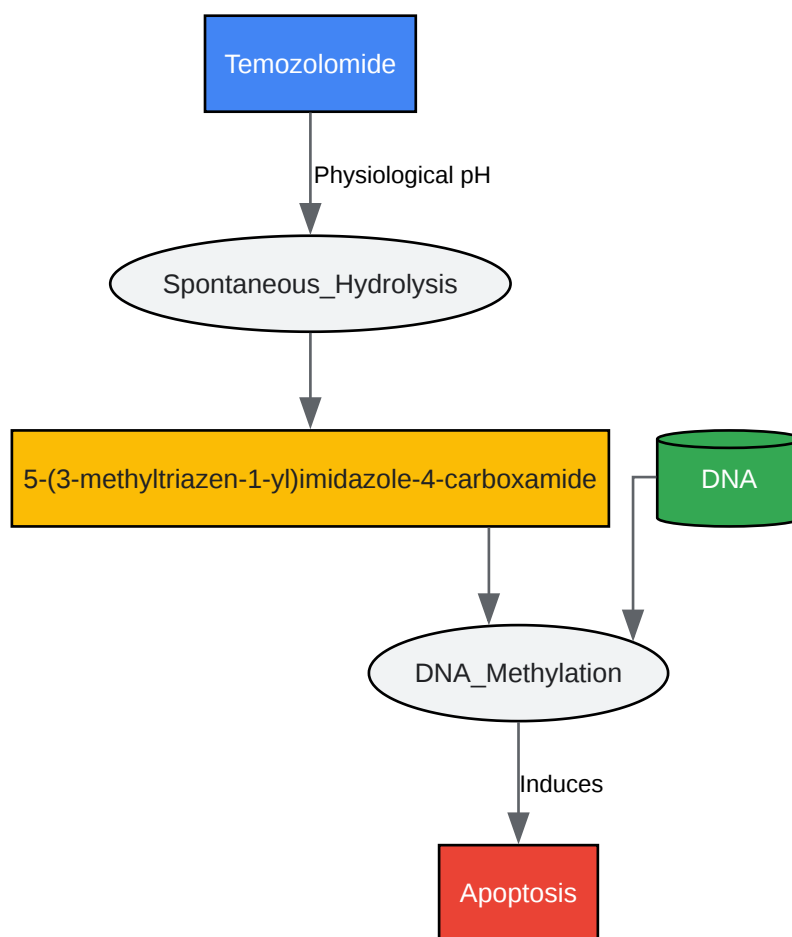 Temozolomide
Physiological pH
Spontaneous_Hydrolysis
5-(3-methyltriazen-1-yl)imidazole-4-carboxamide
DNA
DNA_Methylation
Induces
Apoptosis